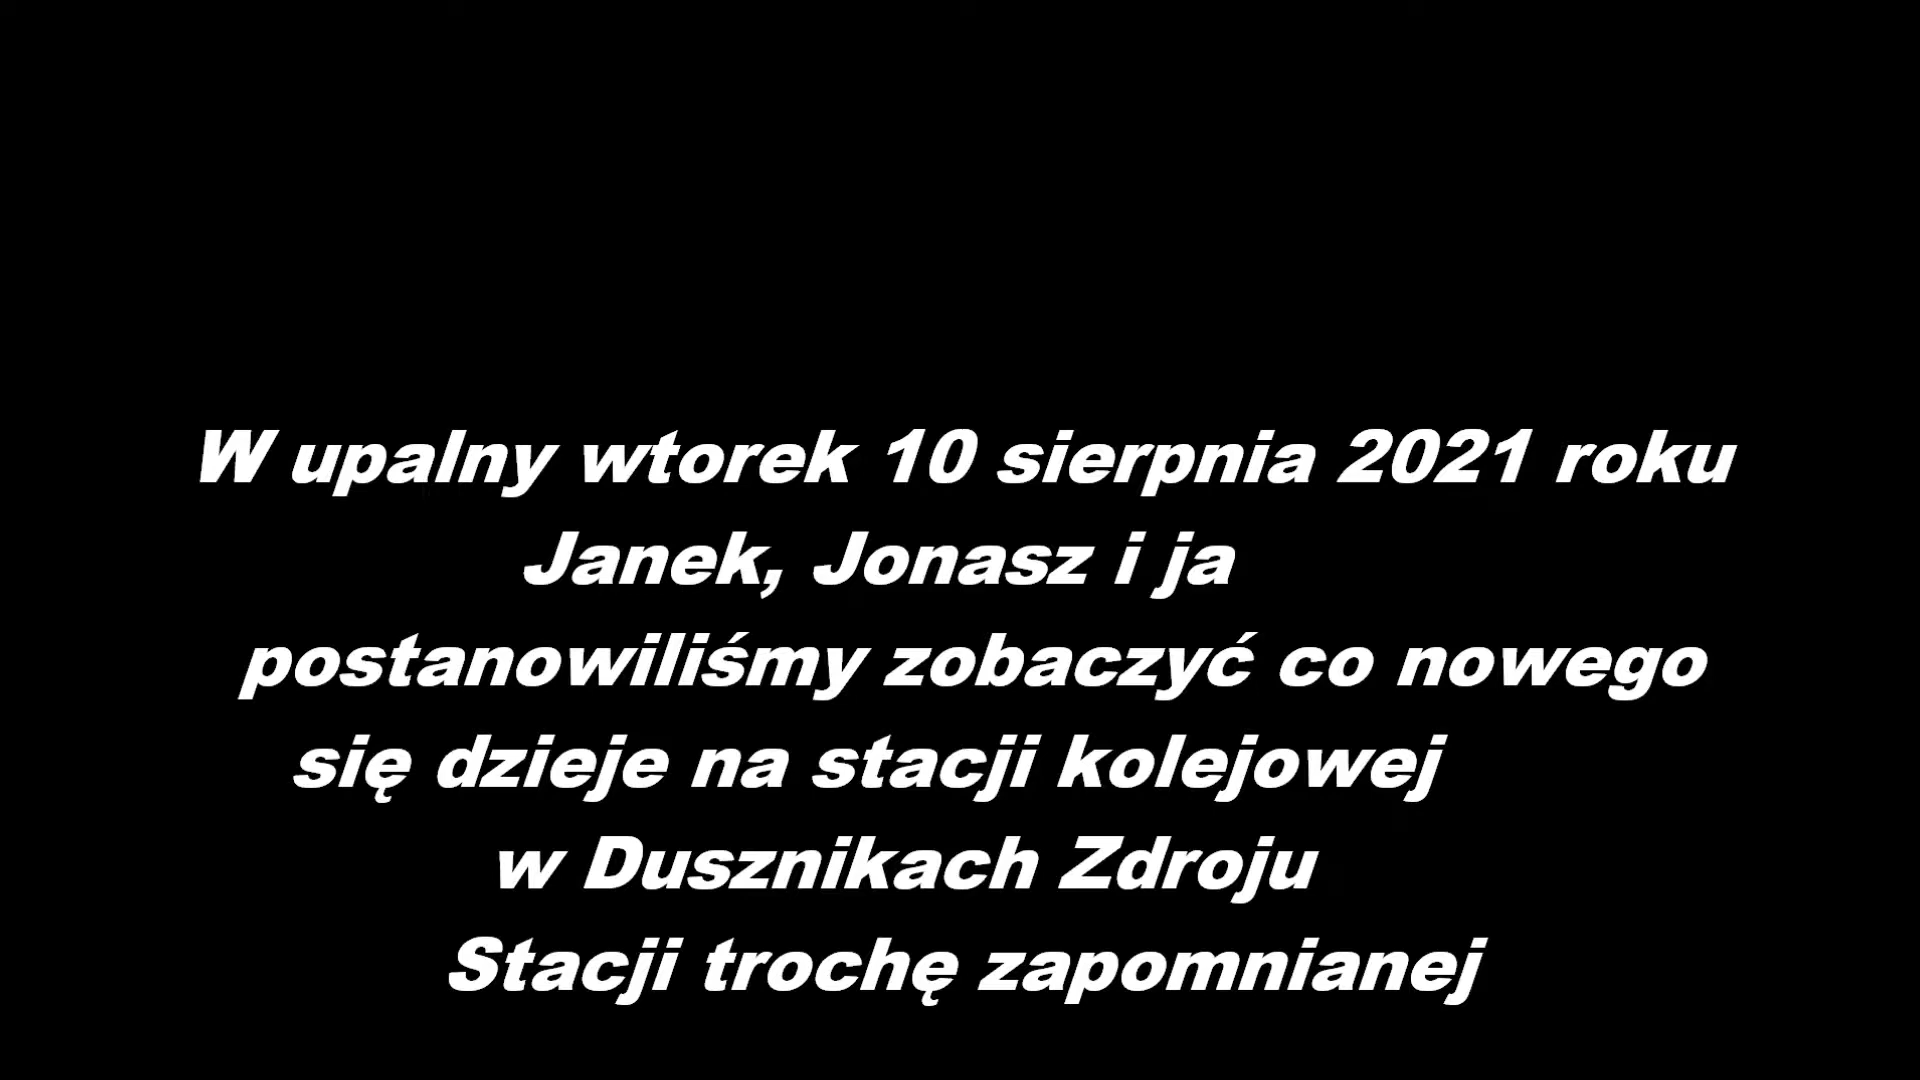 W upalny wtorek 10 sierpnia 2021 roku
Janek, Jonasz i ja
postanowiliśmy zobaczyć co nowego
się dzieje na stacji kolejowej
w Dusznikach Zdroju
Stacji trochę zapomnianej